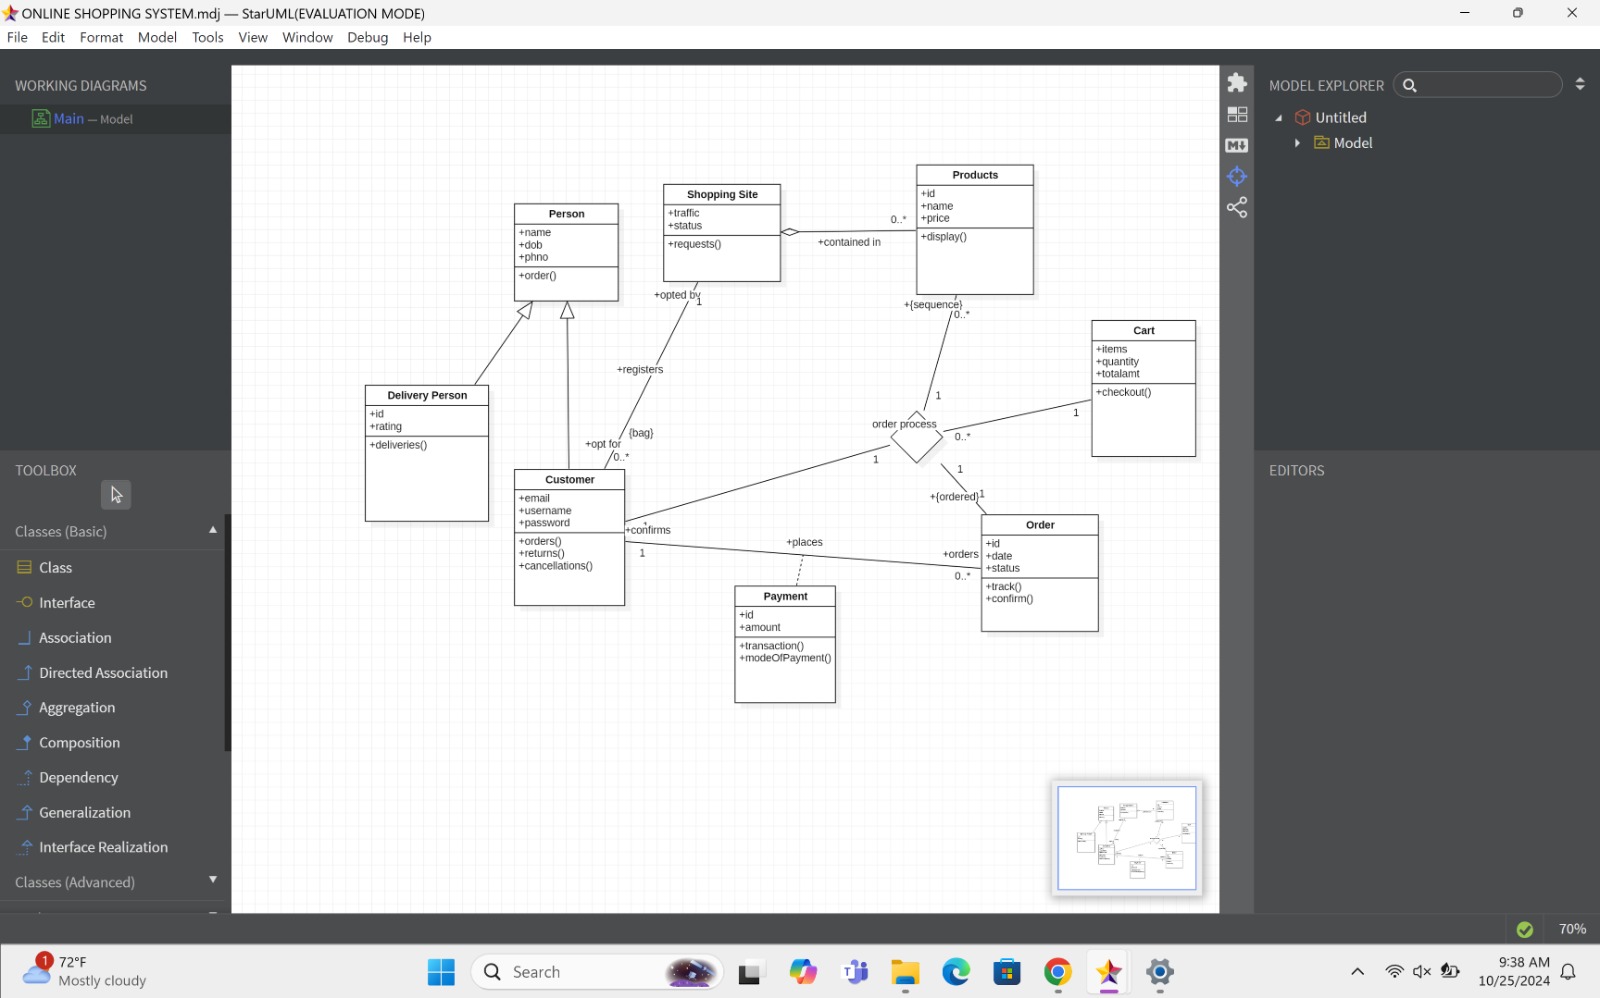 ONLINE SHOPPING SYSTEM.mdj — StarUML(EVALUATION MODE)
File Edit Format Model Tools View Window Debug Help
WORKING DIAGRAMS
Main — Model
TOOLBOX
Classes (Basic)
Class
Interface
Association
Directed Association
Aggregation
Composition
Dependency
Generalization
Interface Realization
Classes (Advanced)
Person
+name
+dob
+phno
+order()
Shopping Site
+traffic
+status
+requests()
0..*
+contained in
Products
+id
+name
+price
+display()
+opted by
1
+registers
{bag}
+opt for
0..*
+{sequence}
0..*
1
order process
0..*
1
1
1
+{ordered}
1
Cart
+items
+quantity
+totalamt
+checkout()
Delivery Person
+id
+rating
+deliveries()
Customer
+email
+username
+password
+orders()
+returns()
+cancellations()
*
+confirms
1
+places
+orders
0..*
Order
+id
+date
+status
+track()
+confirm()
Payment
+id
+amount
+transaction()
+modeOfPayment()
MODEL EXPLORER
Untitled
Model
EDITORS
70%
1
72°F
Mostly cloudy
Search
9:38 AM
10/25/2024